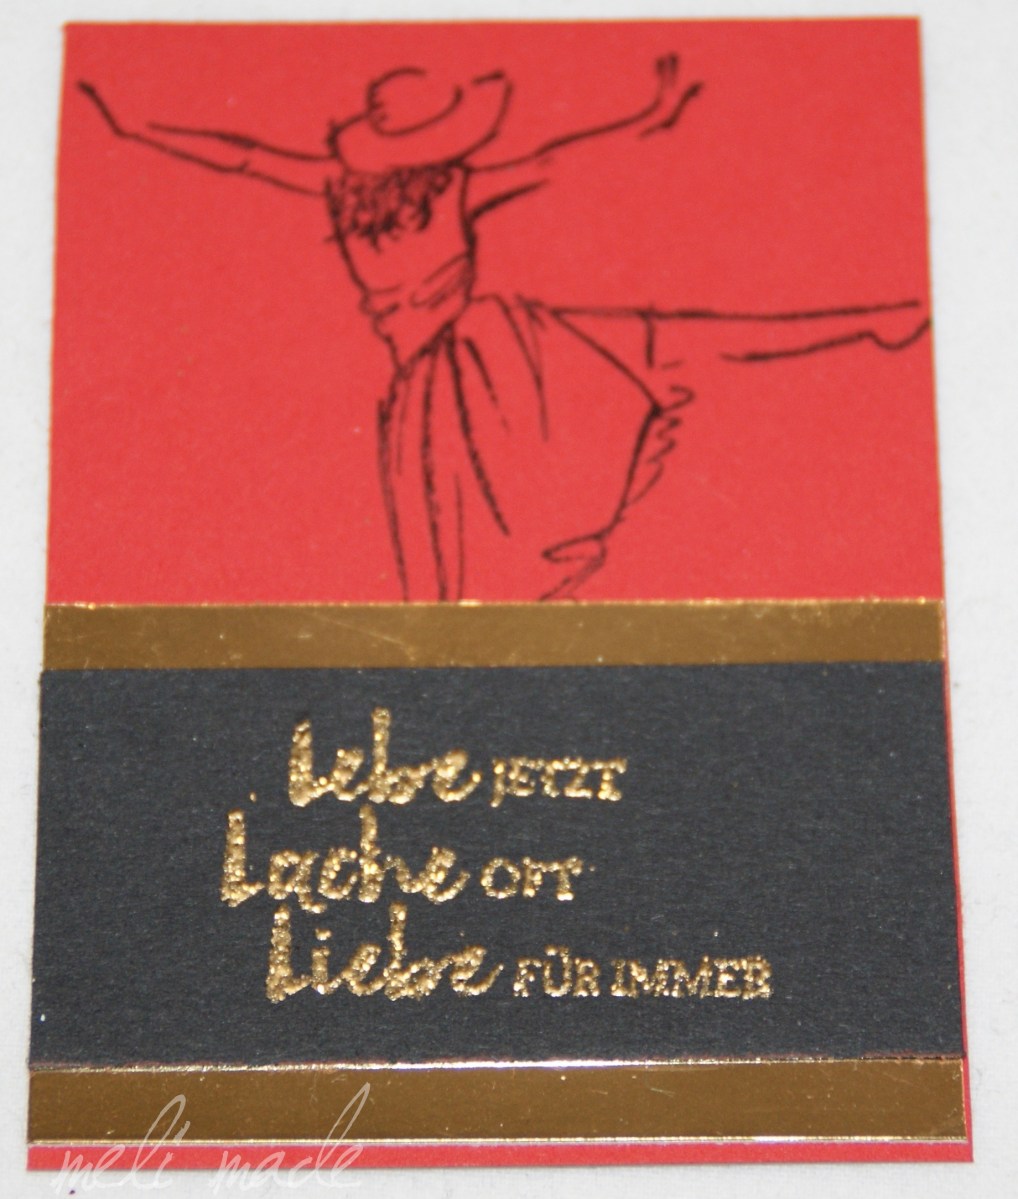 Lebe JETZT
Lache OFT
Liebe FÜR IMMER
meli made